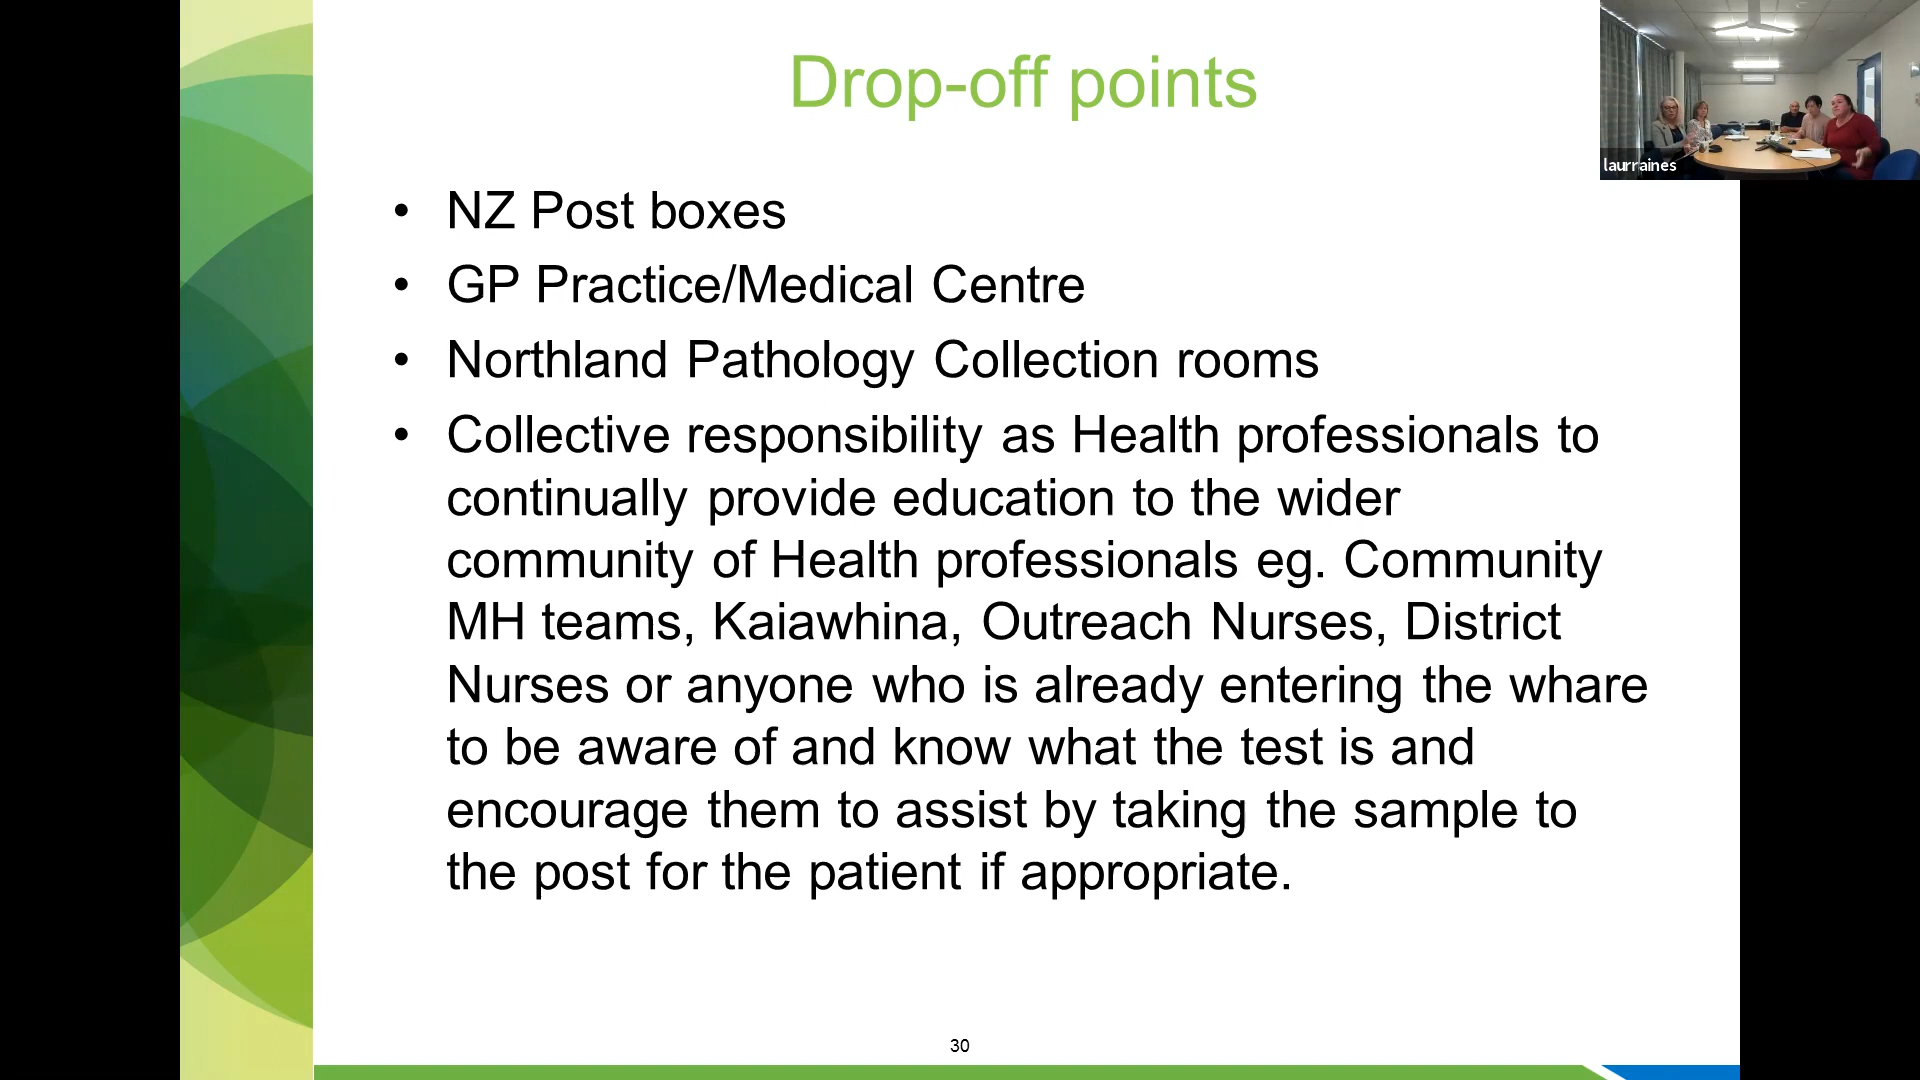 Drop-off points
laurraines
• NZ Post boxes
• GP Practice/Medical Centre
• Northland Pathology Collection rooms
• Collective responsibility as Health professionals to
continually provide education to the wider
community of Health professionals eg. Community
MH teams, Kaiawhina, Outreach Nurses, District
Nurses or anyone who is already entering the whare
to be aware of and know what the test is and
encourage them to assist by taking the sample to
the post for the patient if appropriate.
30